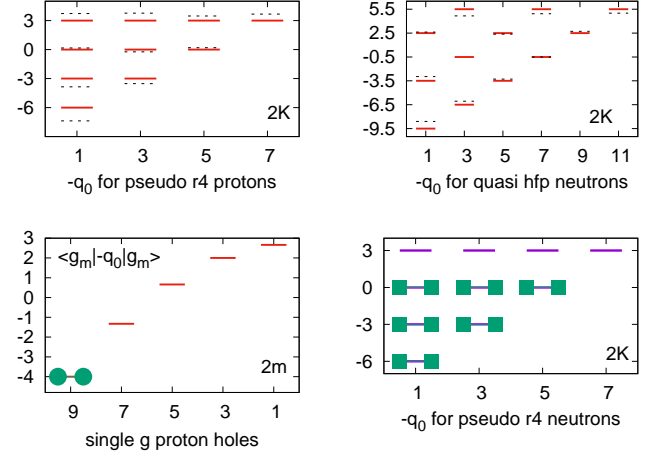 3
0
-3
-6
2K
1 3 5 7
-q0 for pseudo r4 protons
5.5
2.5
-0.5
-3.5
-6.5
-9.5
2K
1 3 5 7 9 11
-q0 for quasi hfp neutrons
3
2
1
0
-1
-2
-3
-4
<g_m|-q0|g_m>
2m
9 7 5 3 1
single g proton holes
3
0
-3
-6
2K
1 3 5 7
-q0 for pseudo r4 neutrons